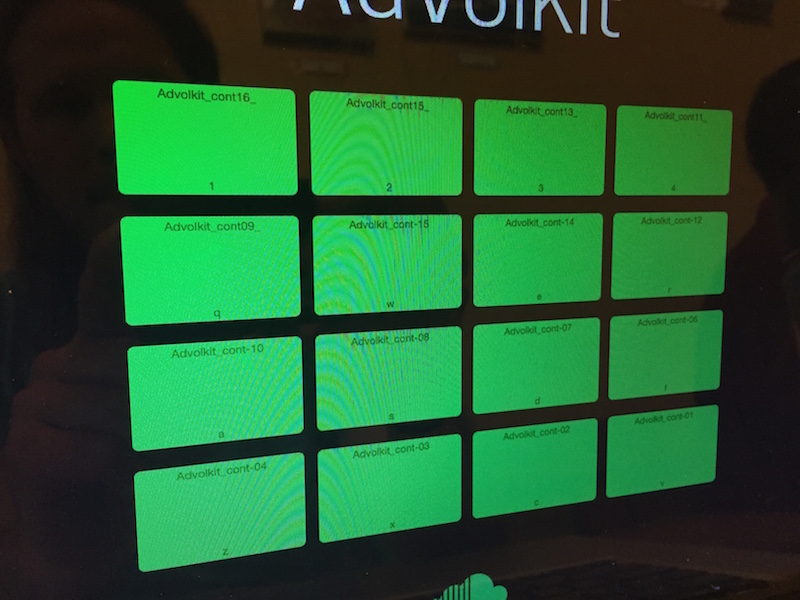 AdvolKit
Advolkit_cont16_
1
Advolkit_cont15_
2
Advolkit_cont13_
3
Advolkit_cont11_
4
Advolkit_cont09_
q
Advolkit_cont-15
w
Advolkit_cont-14
e
Advolkit_cont-12
r
Advolkit_cont-10
a
Advolkit_cont-08
s
Advolkit_cont-07
d
Advolkit_cont-06
f
Advolkit_cont-04
z
Advolkit_cont-03
x
Advolkit_cont-02
c
Advolkit_cont-01
v